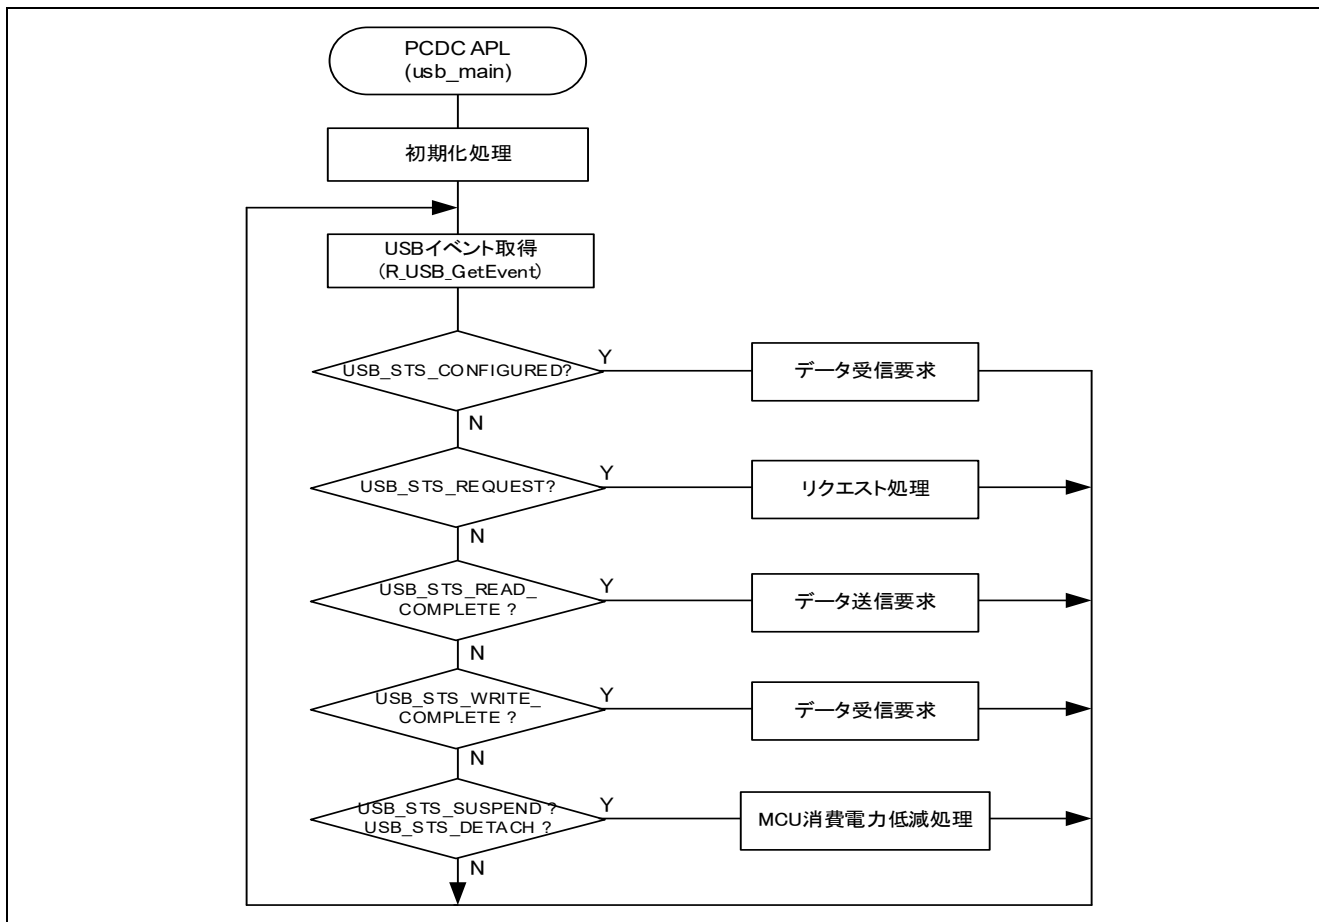 PCDC APL
(usb_main)
初期化処理
USBイベント取得
(R_USB_GetEvent)
USB_STS_CONFIGURED?
Y
データ受信要求
N
USB_STS_REQUEST?
Y
リクエスト処理
N
USB_STS_READ_
COMPLETE ?
Y
データ送信要求
N
USB_STS_WRITE_
COMPLETE ?
Y
データ受信要求
N
USB_STS_SUSPEND ?
USB_STS_DETACH ?
Y
MCU消費電力低減処理
N